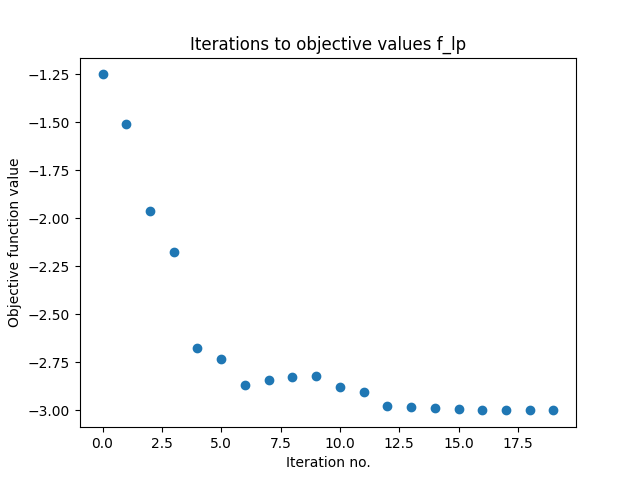 Iterations to objective values f_lp
Objective function value
−1.25
−1.50
−1.75
−2.00
−2.25
−2.50
−2.75
−3.00
0.0 2.5 5.0 7.5 10.0 12.5 15.0 17.5
Iteration no.